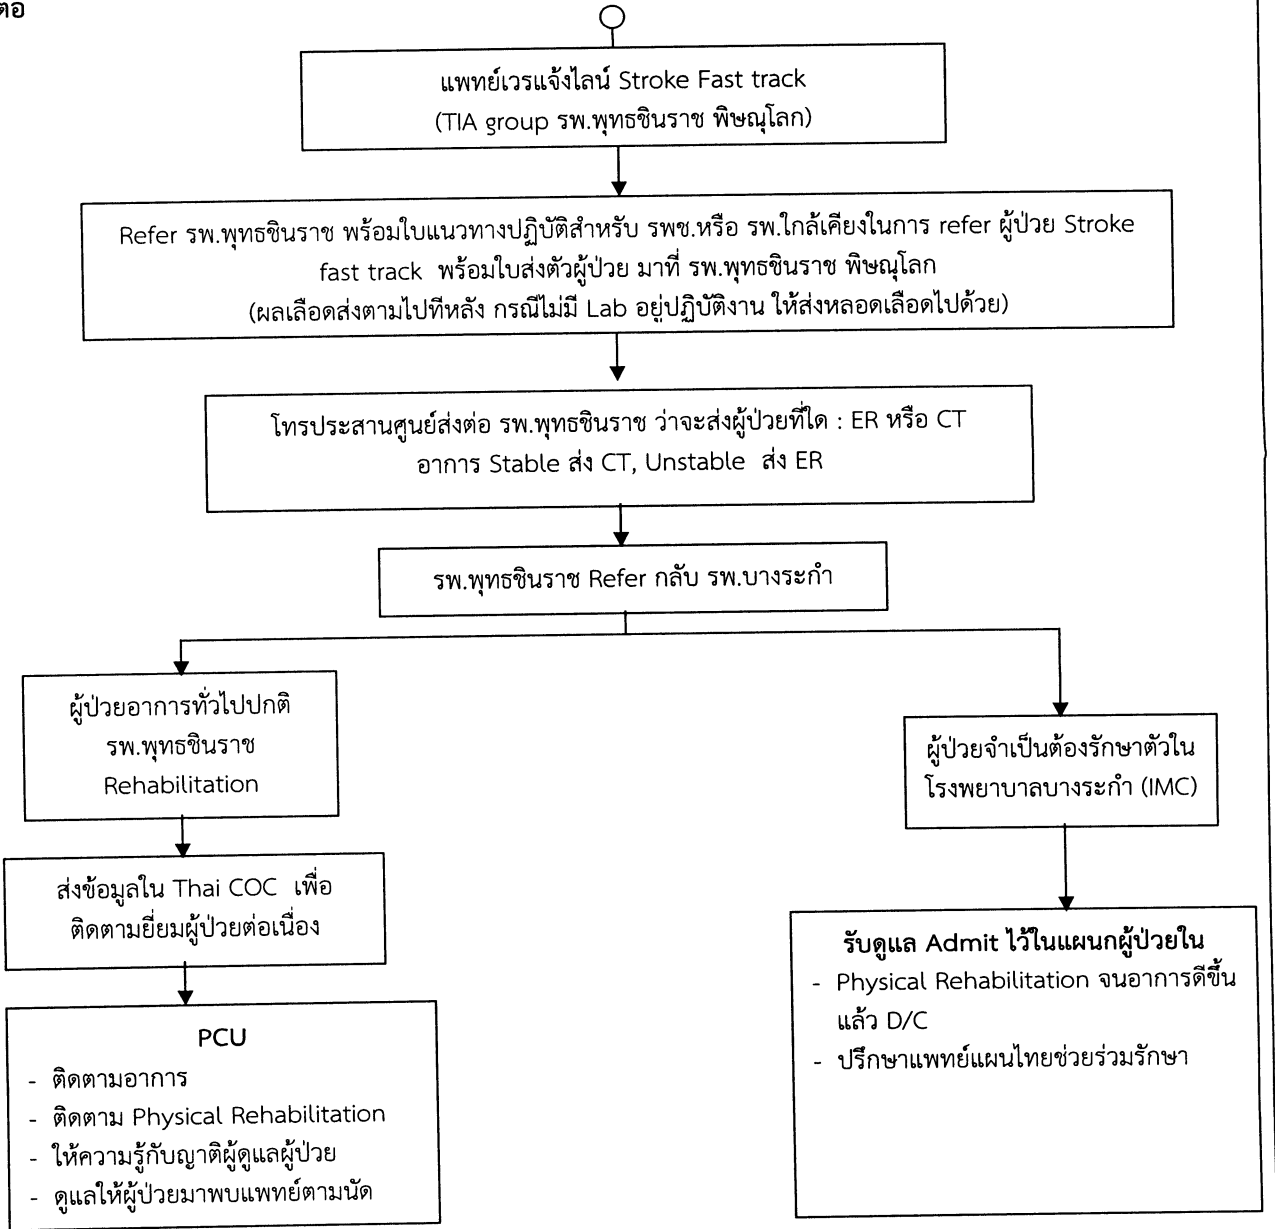 ต่อ
แพทย์เวรแจ้งไลน์ Stroke Fast track
(TIA group รพ.พุทธชินราช พิษณุโลก)
Refer รพ.พุทธชินราช พร้อมใบแนวทางปฏิบัติสำหรับ รพช.หรือ รพ.ใกล้เคียงในการ refer ผู้ป่วย Stroke
fast track พร้อมใบส่งตัวผู้ป่วย มาที่ รพ.พุทธชินราช พิษณุโลก
(ผลเลือดส่งตามไปทีหลัง กรณีไม่มี Lab อยู่ปฏิบัติงาน ให้ส่งหลอดเลือดไปด้วย)
โทรประสานศูนย์ส่งต่อ รพ.พุทธชินราช ว่าจะส่งผู้ป่วยที่ใด : ER หรือ CT
อาการ Stable ส่ง CT, Unstable ส่ง ER
รพ.พุทธชินราช Refer กลับ รพ.บางระกำ
ผู้ป่วยอาการทั่วไปปกติ
รพ.พุทธชินราช
Rehabilitation
ส่งข้อมูลใน Thai COC เพื่อ
ติดตามยี่ยมผู้ป่วยต่อเนื่อง
PCU
- ติดตามอาการ
- ติดตาม Physical Rehabilitation
- ให้ความรู้กับญาติผู้ดูแลผู้ป่วย
- ดูแลให้ผู้ป่วยมาพบแพทย์ตามนัด
ผู้ป่วยจำเป็นต้องรักษาตัวใน
โรงพยาบาลบางระกำ (IMC)
รับดูแล Admit ไว้ในแผนกผู้ป่วยใน
- Physical Rehabilitation จนอาการดีขึ้น
แล้ว D/C
- ปรึกษาแพทย์แผนไทยช่วยร่วมรักษา